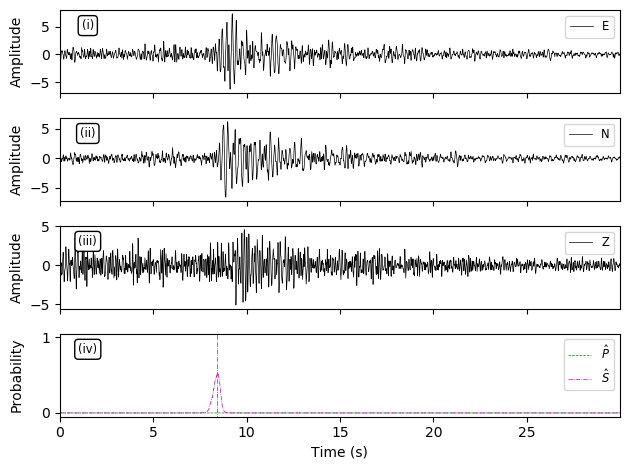 (i)
E
Amplitude
5
0
−5
(ii)
N
Amplitude
5
0
−5
(iii)
Z
Amplitude
5
0
−5
(iv)
P̂
Ŝ
Probability
1
0
0 5 10 15 20 25
Time (s)